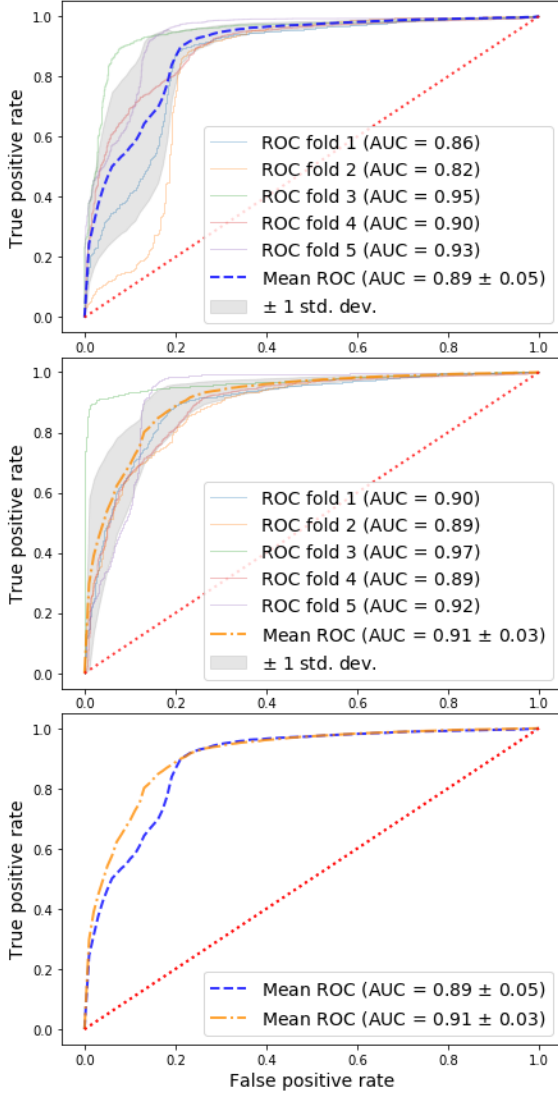 1.0
0.8
0.6
0.4
0.2
0.0
True positive rate
ROC fold 1 (AUC = 0.86)
ROC fold 2 (AUC = 0.82)
ROC fold 3 (AUC = 0.95)
ROC fold 4 (AUC = 0.90)
ROC fold 5 (AUC = 0.93)
Mean ROC (AUC = 0.89 ± 0.05)
± 1 std. dev.
0.0 0.2 0.4 0.6 0.8 1.0
1.0
0.8
0.6
0.4
0.2
0.0
True positive rate
ROC fold 1 (AUC = 0.90)
ROC fold 2 (AUC = 0.89)
ROC fold 3 (AUC = 0.97)
ROC fold 4 (AUC = 0.89)
ROC fold 5 (AUC = 0.92)
Mean ROC (AUC = 0.91 ± 0.03)
± 1 std. dev.
0.0 0.2 0.4 0.6 0.8 1.0
1.0
0.8
0.6
0.4
0.2
0.0
True positive rate
Mean ROC (AUC = 0.89 ± 0.05)
Mean ROC (AUC = 0.91 ± 0.03)
0.0 0.2 0.4 0.6 0.8 1.0
False positive rate